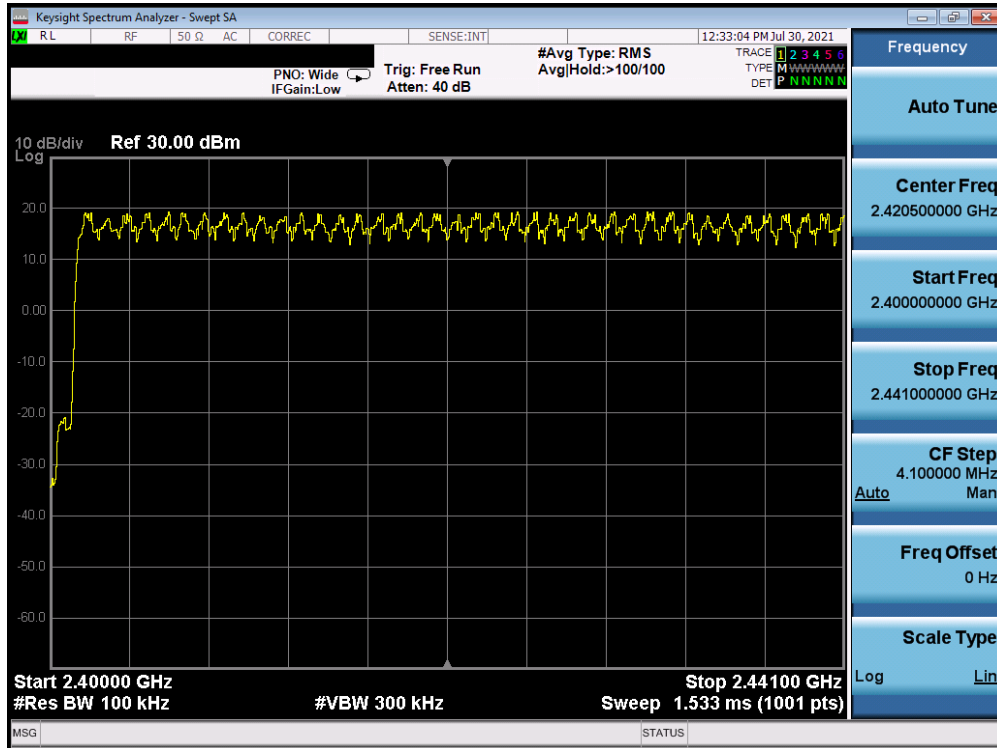 Keysight Spectrum Analyzer - Swept SA
LXI RL RF 50 Ω AC CORREC SENSE:INT 12:33:04 PM Jul 30, 2021
PNO: Wide
IFGain:Low
Trig: Free Run
Atten: 40 dB
#Avg Type: RMS
Avg|Hold:>100/100
TRACE 1 2 3 4 5 6
TYPE M WWWWW
DET P N N N N N
10 dB/div
Log
Ref 30.00 dBm
20.0
10.0
0.00
-10.0
-20.0
-30.0
-40.0
-50.0
-60.0
Start 2.40000 GHz
Stop 2.44100 GHz
#Res BW 100 kHz
#VBW 300 kHz
Sweep 1.533 ms (1001 pts)
MSG
STATUS
Frequency
Auto Tune
Center Freq
2.420500000 GHz
Start Freq
2.400000000 GHz
Stop Freq
2.441000000 GHz
CF Step
4.100000 MHz
Auto Man
Freq Offset
0 Hz
Scale Type
Log Lin